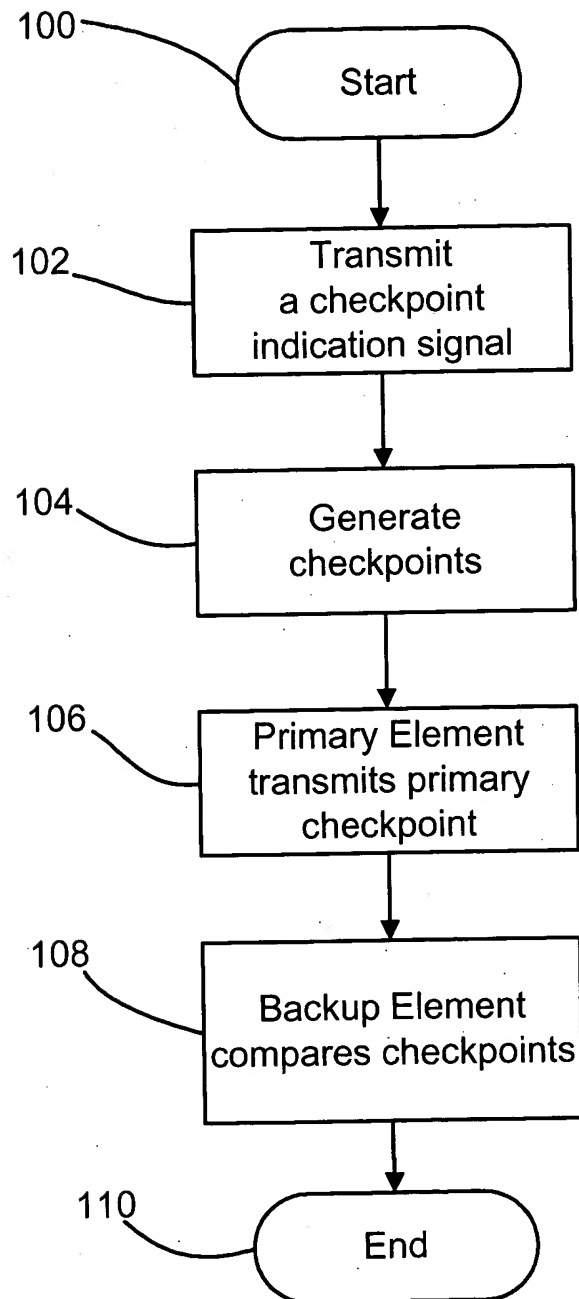 100
Start
102
Transmit
a checkpoint
indication signal
104
Generate
checkpoints
106
Primary Element
transmits primary
checkpoint
108
Backup Element
compares checkpoints
110
End